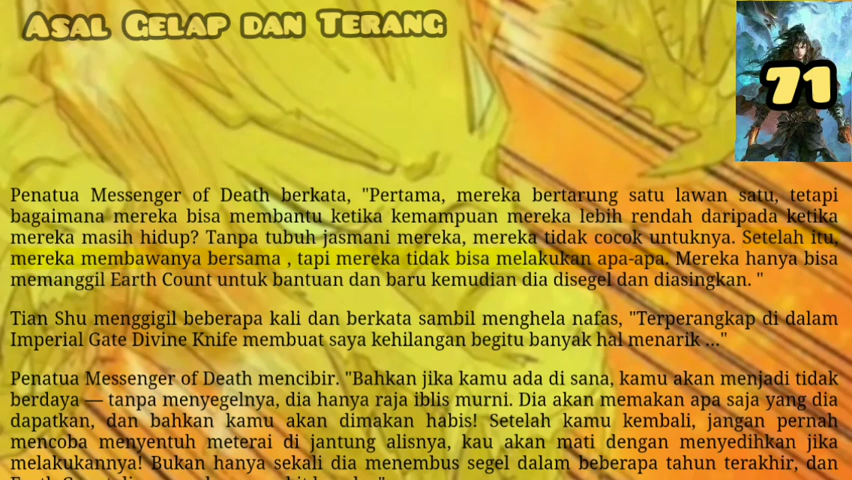 Asal Gelap dan Terang
71
Penatua Messenger of Death berkata, "Pertama, mereka bertarung satu lawan satu, tetapi
bagaimana mereka bisa membantu ketika kemampuan mereka lebih rendah daripada ketika
mereka masih hidup? Tanpa tubuh jasmani mereka, mereka tidak cocok untuknya. Setelah itu,
mereka membawanya bersama , tapi mereka tidak bisa melakukan apa-apa. Mereka hanya bisa
memanggil Earth Count untuk bantuan dan baru kemudian dia disegel dan diasingkan. "
Tian Shu menggigil beberapa kali dan berkata sambil menghela nafas, "Terperangkap di dalam
Imperial Gate Divine Knife membuat saya kehilangan begitu banyak hal menarik ..."
Penatua Messenger of Death mencibir. "Bahkan jika kamu ada di sana, kamu akan menjadi tidak
berdaya — tanpa menyegelnya, dia hanya raja iblis murni. Dia akan memakan apa saja yang dia
dapatkan, dan bahkan kamu akan dimakan habis! Setelah kamu kembali, jangan pernah
mencoba menyentuh meterai di jantung alisnya, kau akan mati dengan menyedihkan jika
melakukannya! Bukan hanya sekali dia menembus segel dalam beberapa tahun terakhir, dan